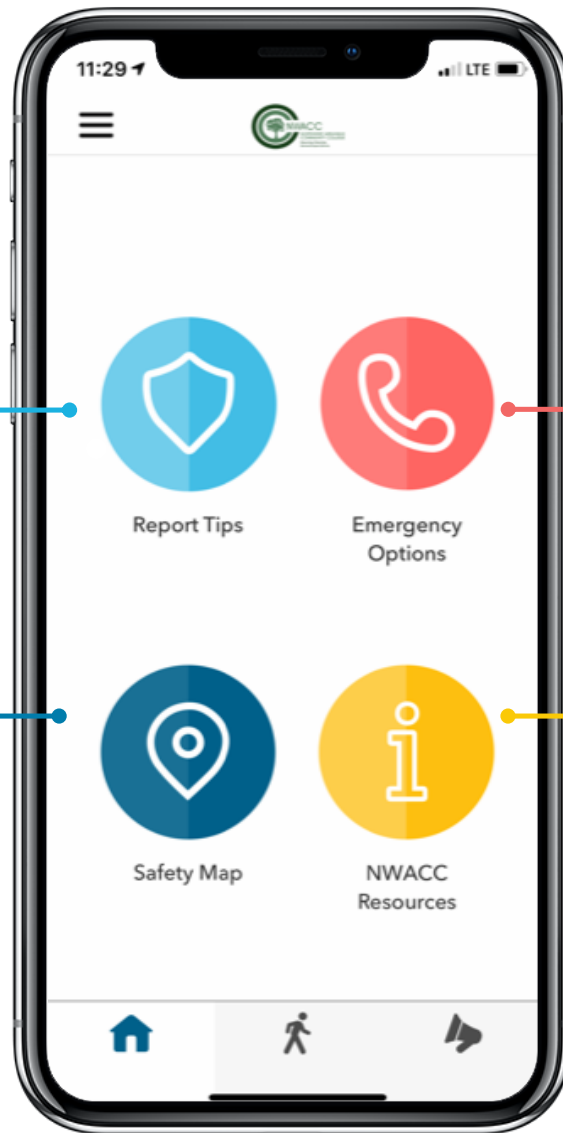 11:29
LTE
NWACC
Report Tips
Emergency
Options
Safety Map
NWACC
Resources